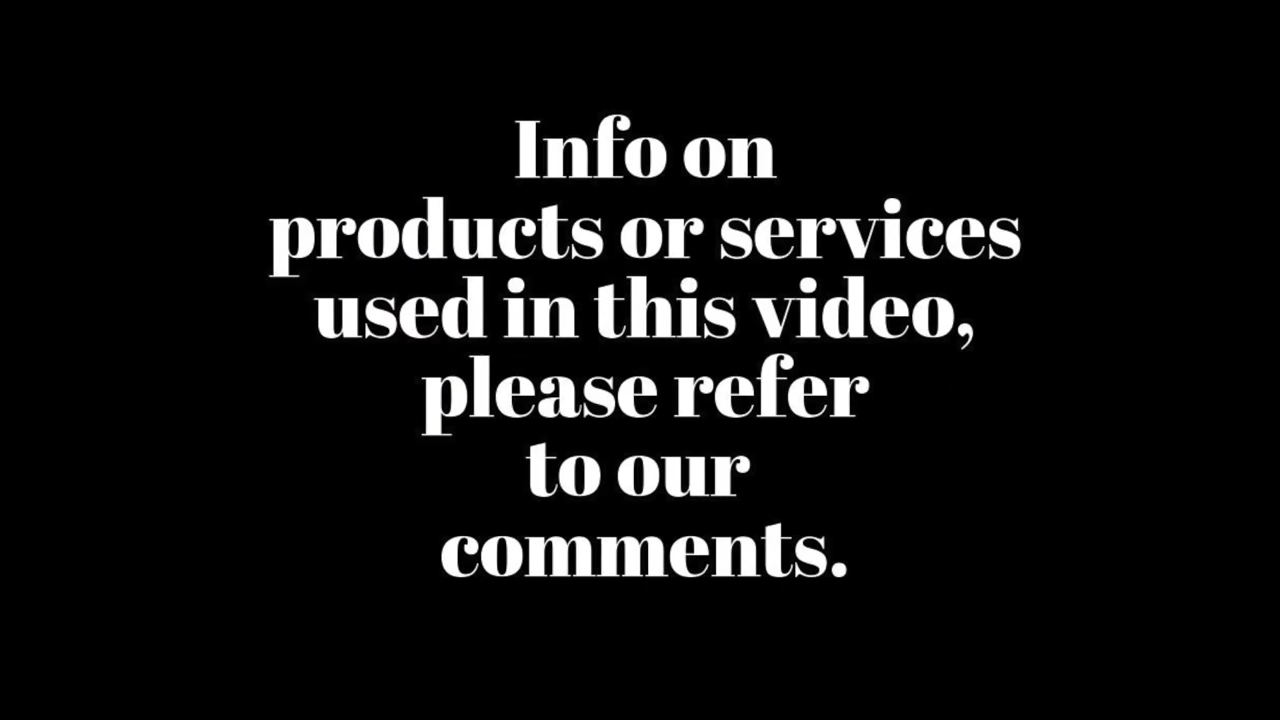 Info on
products or services
used in this video,
please refer
to our
comments.